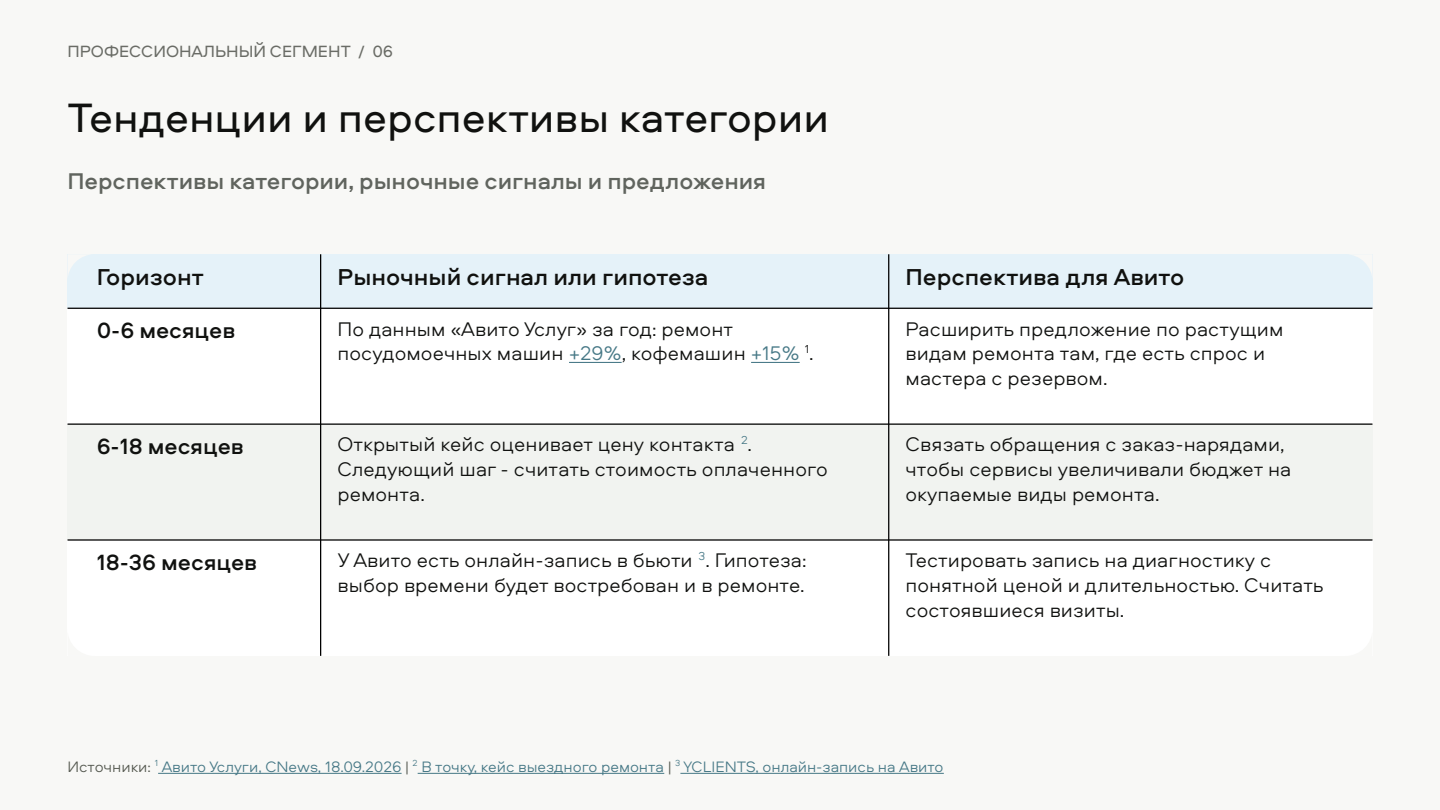 ПРОФЕССИОНАЛЬНЫЙ СЕГМЕНТ / 06
Тенденции и перспективы категории
Перспективы категории, рыночные сигналы и предложения
Горизонт
Рыночный сигнал или гипотеза
Перспектива для Авито
0-6 месяцев
По данным «Авито Услуг» за год: ремонт
посудомоечных машин +29%, кофемашин +15% ¹.
Расширить предложение по растущим
видам ремонта там, где есть спрос и
мастера с резервом.
6-18 месяцев
Открытый кейс оценивает цену контакта ².
Следующий шаг - считать стоимость оплаченного
ремонта.
Связать обращения с заказ-нарядами,
чтобы сервисы увеличивали бюджет на
окупаемые виды ремонта.
18-36 месяцев
У Авито есть онлайн-запись в бьюти ³. Гипотеза:
выбор времени будет востребован и в ремонте.
Тестировать запись на диагностику с
понятной ценой и длительностью. Считать
состоявшиеся визиты.
Источники: ¹ Авито Услуги, CNews, 18.09.2026 | ² В точку, кейс выездного ремонта | ³ YCLIENTS, онлайн-запись на Авито